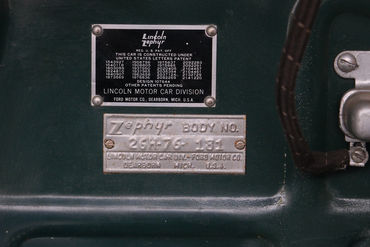 Lincoln
Zephyr
REG. U.S. PAT. OFF.
THIS CAR IS CONSTRUCTED UNDER
UNITED STATES LETTERS PATENT
DESIGN 107644
OTHER PATENTS PENDING
LINCOLN MOTOR CAR DIVISION
FORD MOTOR CO., DEARBORN, MICH. U.S.A.
Zephyr BODY NO.
26H-76-131
LINCOLN MOTOR CAR DIV.-FORD MOTOR CO.
DEARBORN MICH. U.S.A.